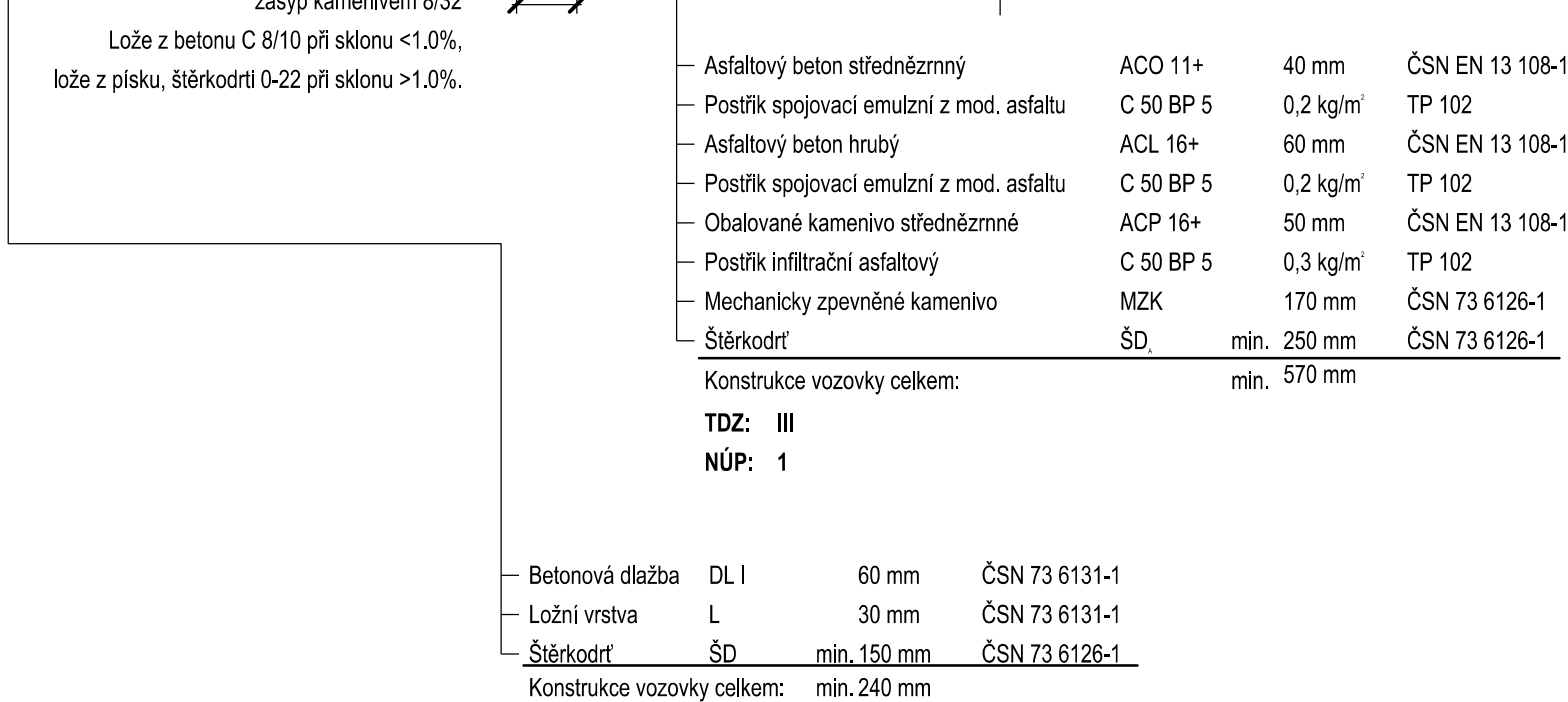 zásyp kamenivem 8/32
Lože z betonu C 8/10 při sklonu <1.0%,
lože z písku, štěrkodrti 0-22 při sklonu >1.0%.
Asfaltový beton střednězrnný ACO 11+ 40 mm ČSN EN 13 108-1
Postřik spojovací emulzní z mod. asfaltu C 50 BP 5 0,2 kg/m² TP 102
Asfaltový beton hrubý ACL 16+ 60 mm ČSN EN 13 108-1
Postřik spojovací emulzní z mod. asfaltu C 50 BP 5 0,2 kg/m² TP 102
Obalované kamenivo střednězrnné ACP 16+ 50 mm ČSN EN 13 108-1
Postřik infiltrační asfaltový C 50 BP 5 0,3 kg/m² TP 102
Mechanicky zpevněné kamenivo MZK 170 mm ČSN 73 6126-1
Štěrkodrť ŠDA min. 250 mm ČSN 73 6126-1
Konstrukce vozovky celkem: min. 570 mm
TDZ: III
NÚP: 1
Betonová dlažba DL I 60 mm ČSN 73 6131-1
Ložní vrstva L 30 mm ČSN 73 6131-1
Štěrkodrť ŠD min. 150 mm ČSN 73 6126-1
Konstrukce vozovky celkem: min. 240 mm